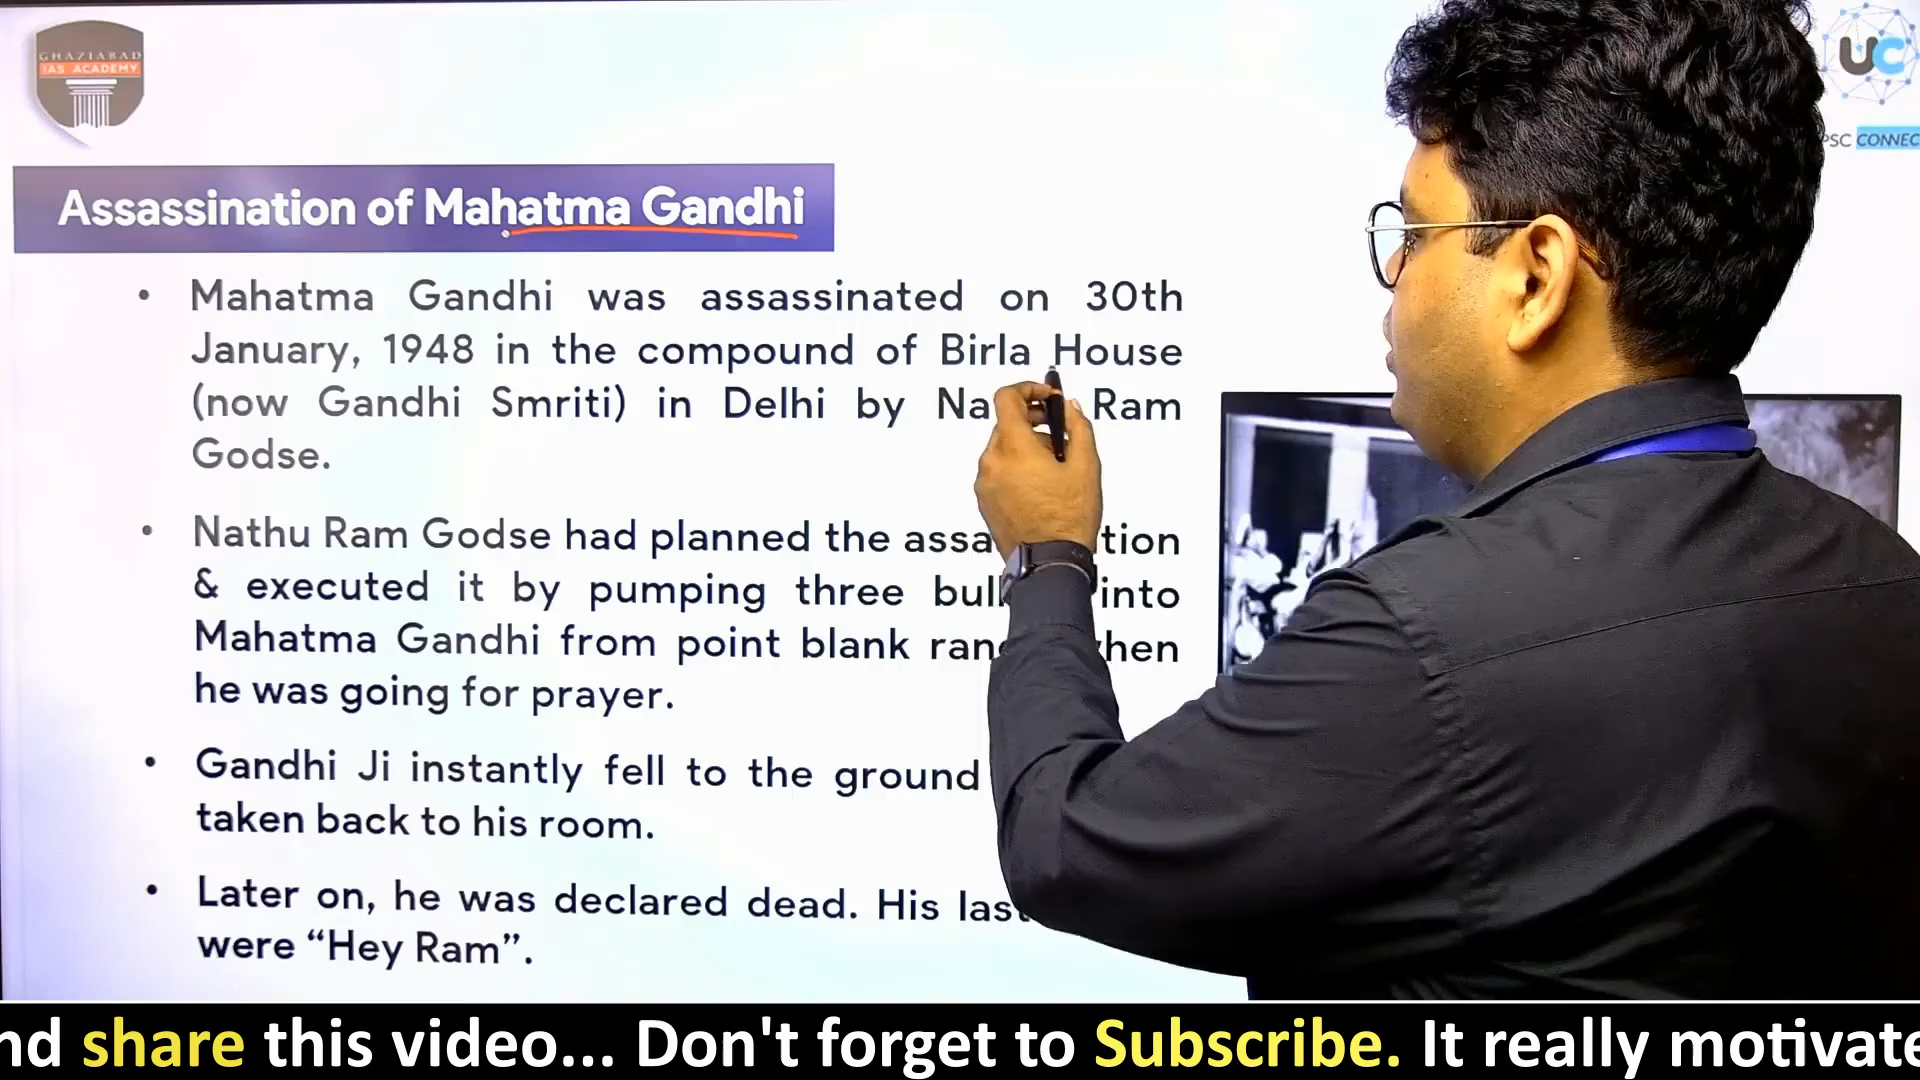 GHAZIABAD
IAS ACADEMY
UC
PSC CONNEC
Assassination of Mahatma Gandhi
• Mahatma Gandhi was assassinated on 30th
January, 1948 in the compound of Birla House
(now Gandhi Smriti) in Delhi by Na Ram
Godse.
• Nathu Ram Godse had planned the assa tion
& executed it by pumping three bull into
Mahatma Gandhi from point blank ran hen
he was going for prayer.
• Gandhi Ji instantly fell to the ground
taken back to his room.
• Later on, he was declared dead. His las
were “Hey Ram”.
nd share this video... Don't forget to Subscribe. It really motivate